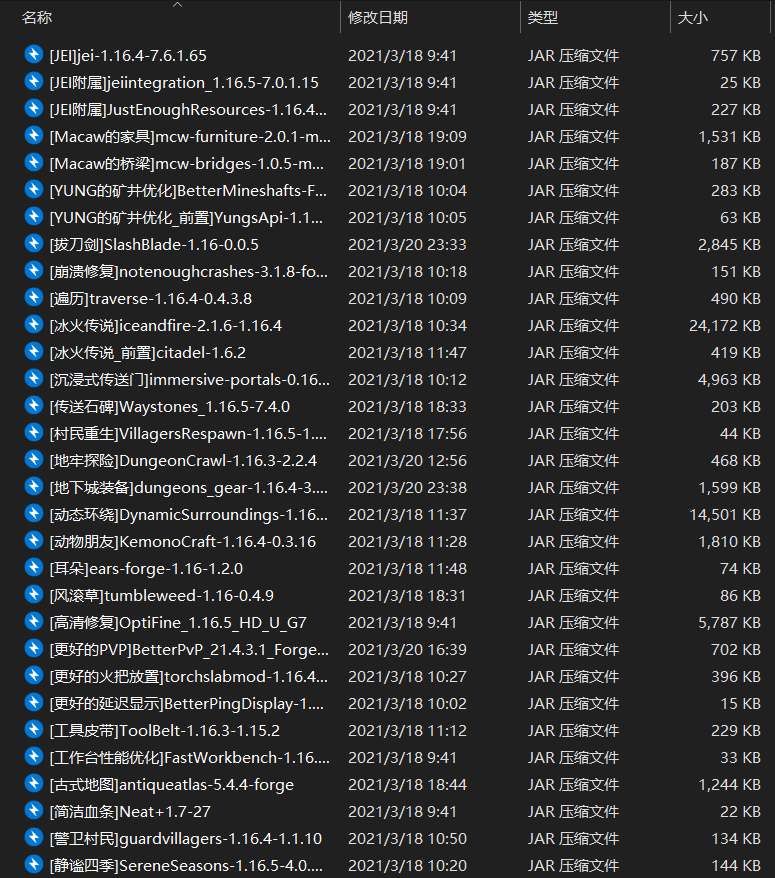 名称 修改日期 类型 大小
[JEI]jei-1.16.4-7.6.1.65 2021/3/18 9:41 JAR 压缩文件 757 KB
[JEI附属]jeiintegration_1.16.5-7.0.1.15 2021/3/18 9:41 JAR 压缩文件 25 KB
[JEI附属]JustEnoughResources-1.16.4... 2021/3/18 9:41 JAR 压缩文件 227 KB
[Macaw的家具]mcw-furniture-2.0.1-m... 2021/3/18 19:09 JAR 压缩文件 1,531 KB
[Macaw的桥梁]mcw-bridges-1.0.5-m... 2021/3/18 19:01 JAR 压缩文件 187 KB
[YUNG的矿井优化]BetterMineshafts-F... 2021/3/18 10:04 JAR 压缩文件 283 KB
[YUNG的矿井优化_前置]YungsApi-1.1... 2021/3/18 10:05 JAR 压缩文件 63 KB
[拔刀剑]SlashBlade-1.16-0.0.5 2021/3/20 23:33 JAR 压缩文件 2,845 KB
[崩溃修复]notenoughcrashes-3.1.8-fo... 2021/3/18 10:18 JAR 压缩文件 151 KB
[遍历]traverse-1.16.4-0.4.3.8 2021/3/18 10:09 JAR 压缩文件 490 KB
[冰火传说]iceandfire-2.1.6-1.16.4 2021/3/18 10:34 JAR 压缩文件 24,172 KB
[冰火传说_前置]citadel-1.6.2 2021/3/18 11:47 JAR 压缩文件 419 KB
[沉浸式传送门]immersive-portals-0.16... 2021/3/18 10:12 JAR 压缩文件 4,963 KB
[传送石碑]Waystones_1.16.5-7.4.0 2021/3/18 18:33 JAR 压缩文件 203 KB
[村民重生]VillagersRespawn-1.16.5-1.... 2021/3/18 17:56 JAR 压缩文件 44 KB
[地牢探险]DungeonCrawl-1.16.3-2.2.4 2021/3/20 12:56 JAR 压缩文件 468 KB
[地下城装备]dungeons_gear-1.16.4-3.... 2021/3/20 23:38 JAR 压缩文件 1,599 KB
[动态环绕]DynamicSurroundings-1.16... 2021/3/18 11:37 JAR 压缩文件 14,501 KB
[动物朋友]KemonoCraft-1.16.4-0.3.16 2021/3/18 11:28 JAR 压缩文件 1,810 KB
[耳朵]ears-forge-1.16-1.2.0 2021/3/18 11:48 JAR 压缩文件 74 KB
[风滚草]tumbleweed-1.16-0.4.9 2021/3/18 18:31 JAR 压缩文件 86 KB
[高清修复]OptiFine_1.16.5_HD_U_G7 2021/3/18 9:41 JAR 压缩文件 5,787 KB
[更好的PVP]BetterPvP_21.4.3.1_Forge... 2021/3/20 16:39 JAR 压缩文件 702 KB
[更好的火把放置]torchslabmod-1.16.4... 2021/3/18 10:27 JAR 压缩文件 396 KB
[更好的延迟显示]BetterPingDisplay-1.... 2021/3/18 10:02 JAR 压缩文件 15 KB
[工具皮带]ToolBelt-1.16.3-1.15.2 2021/3/18 11:12 JAR 压缩文件 229 KB
[工作台性能优化]FastWorkbench-1.16.... 2021/3/18 9:41 JAR 压缩文件 33 KB
[古式地图]antiqueatlas-5.4.4-forge 2021/3/18 18:44 JAR 压缩文件 1,244 KB
[简洁血条]Neat+1.7-27 2021/3/18 9:41 JAR 压缩文件 22 KB
[警卫村民]guardvillagers-1.16.4-1.1.10 2021/3/18 10:50 JAR 压缩文件 134 KB
[静谧四季]SereneSeasons-1.16.5-4.0.... 2021/3/18 10:20 JAR 压缩文件 144 KB